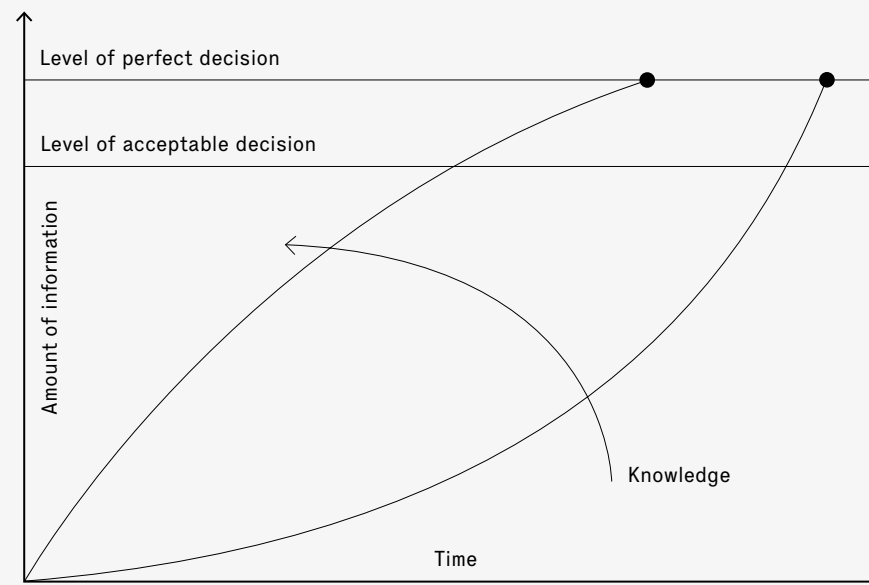 Level of perfect decision
Level of acceptable decision
Amount of information
Knowledge
Time